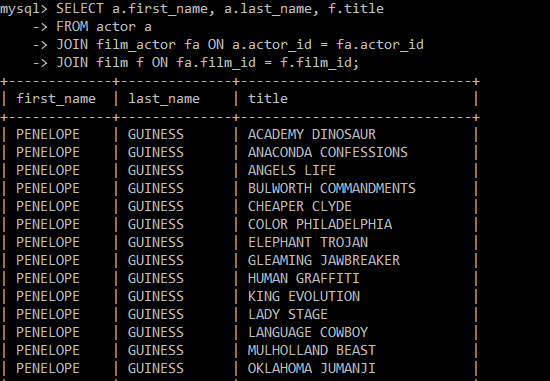 mysql> SELECT a.first_name, a.last_name, f.title
    -> FROM actor a
    -> JOIN film_actor fa ON a.actor_id = fa.actor_id
    -> JOIN film f ON fa.film_id = f.film_id;
+-------------+--------------+-----------------------------+
| first_name  | last_name    | title                       |
+-------------+--------------+-----------------------------+
| PENELOPE    | GUINESS      | ACADEMY DINOSAUR            |
| PENELOPE    | GUINESS      | ANACONDA CONFESSIONS        |
| PENELOPE    | GUINESS      | ANGELS LIFE                 |
| PENELOPE    | GUINESS      | BULWORTH COMMANDMENTS       |
| PENELOPE    | GUINESS      | CHEAPER CLYDE               |
| PENELOPE    | GUINESS      | COLOR PHILADELPHIA          |
| PENELOPE    | GUINESS      | ELEPHANT TROJAN             |
| PENELOPE    | GUINESS      | GLEAMING JAWBREAKER         |
| PENELOPE    | GUINESS      | HUMAN GRAFFITI              |
| PENELOPE    | GUINESS      | KING EVOLUTION              |
| PENELOPE    | GUINESS      | LADY STAGE                  |
| PENELOPE    | GUINESS      | LANGUAGE COWBOY             |
| PENELOPE    | GUINESS      | MULHOLLAND BEAST            |
| PENELOPE    | GUINESS      | OKLAHOMA JUMANJI            |